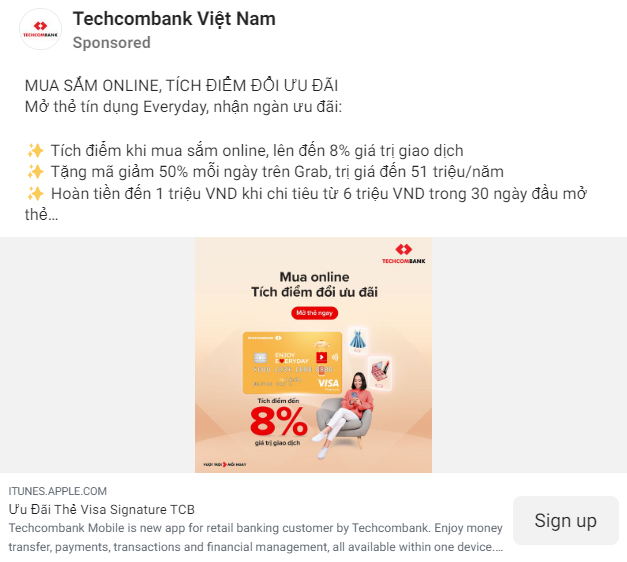 Techcombank Việt Nam
Sponsored
MUA SẮM ONLINE, TÍCH ĐIỂM ĐỔI ƯU ĐÃI
Mở thẻ tín dụng Everyday, nhận ngàn ưu đãi:
✨ Tích điểm khi mua sắm online, lên đến 8% giá trị giao dịch
✨ Tặng mã giảm 50% mỗi ngày trên Grab, trị giá đến 51 triệu/năm
✨ Hoàn tiền đến 1 triệu VND khi chi tiêu từ 6 triệu VND trong 30 ngày đầu mở
thẻ…
TECHCOMBANK
TECHCOMBANK
Mua online
Tích điểm đổi ưu đãi
Mở thẻ ngay
TECHCOMBANK
ENJOY
EVERYDAY
VISA
Tích điểm đến
8%
giá trị giao dịch
VƯỢT TRỘI MỖI NGÀY
ITUNES.APPLE.COM
Ưu Đãi Thẻ Visa Signature TCB
Techcombank Mobile is new app for retail banking customer by Techcombank. Enjoy money
transfer, payments, transactions and financial management, all available within one device....
Sign up